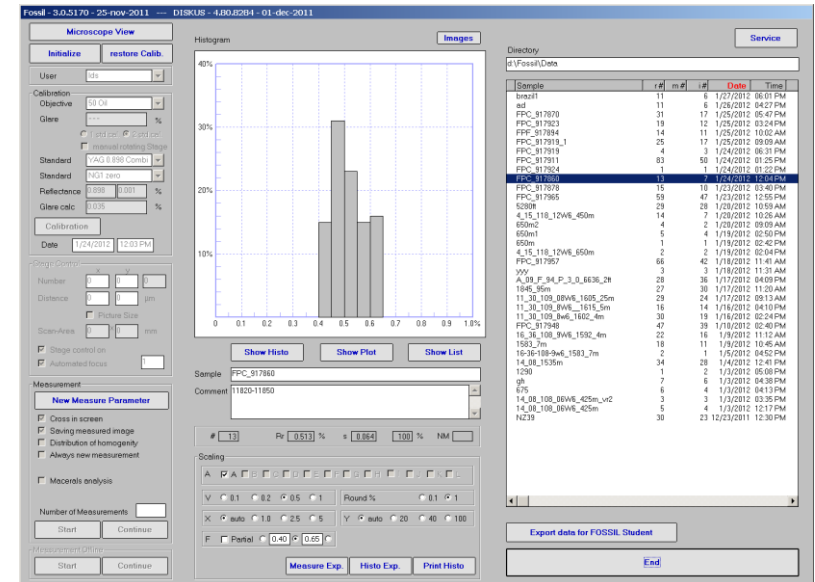 Fossil - 3.0.5170 - 25-nov-2011 --- DISKUS - 4.80.8284 - 01-dec-2011
Microscope View
Initialize restore Calib.
User lds
Calibration
Objective 50 Oil
Glare %
1 std cel. 2 std cel.
manual rotating Stage
Standard YAG 0.898 Combi
Standard NG1 zero
Reflectance 0.898 0.001 %
Glare calc 0.035 %
Calibration
Date 1/24/2012 12:03 PM
Stage Control
x y
Number 0 0 0
Distance 0 0 µm
Picture Size
Scan-Area 0 * 0 mm
Stage control on
Automated focus 1
Measurement
New Measure Parameter
Cross in screen
Saving measured image
Distribution of homogenity
Always new measurement
Macerals analysis
Number of Measurements
Start Continue
Measurement Offline
Start Continue
Histogram Images
40%
30%
20%
10%
0 0.1 0.2 0.3 0.4 0.5 0.6 0.7 0.8 0.9 1.0%
Show Histo Show Plot Show List
Sample FPC_917860
Comment 11820-11850
# 13 Rr 0.513 % s 0.064 100 % NM
Scaling
A A B C D E F G H I J K L
V 0.1 0.2 0.5 1 Round % 0.1 1
X auto 1.0 2.5 5 Y auto 20 40 100
F Partial 0.40 0.65
Measure Exp. Histo Exp. Print Histo
Service
Directory
d:\Fossil\Data
Sample r# m# i# Date Time
brazil1 11 6 1/27/2012 06:01 PM
ad 11 6 1/26/2012 04:27 PM
FPC_917870 31 17 1/25/2012 05:47 PM
FPC_917923 19 12 1/25/2012 03:24 PM
FPF_917894 14 11 1/25/2012 10:02 AM
FPC_917919_1 25 17 1/25/2012 09:09 AM
FPC_917919 4 3 1/24/2012 06:31 PM
FPC_917911 83 50 1/24/2012 01:25 PM
FPC_917924 1 1 1/24/2012 01:22 PM
FPC_917860 13 7 1/24/2012 12:04 PM
FPC_917878 15 10 1/23/2012 03:40 PM
FPC_917965 59 47 1/23/2012 12:55 PM
5280ft 29 28 1/20/2012 10:59 AM
4_15_118_12W6_450m 14 7 1/20/2012 10:26 AM
650m2 4 2 1/20/2012 09:09 AM
650m1 5 4 1/19/2012 02:50 PM
650m 1 1 1/19/2012 02:42 PM
4_15_118_12W6_650m 2 2 1/19/2012 02:04 PM
FPC_917957 66 42 1/18/2012 11:41 AM
yyy 3 3 1/18/2012 11:31 AM
A_09_F_94_P_3_0_6636_2ft 28 36 1/17/2012 04:09 PM
1845_95m 27 30 1/17/2012 11:20 AM
11_30_109_08W6_1605_25m 29 24 1/17/2012 09:13 AM
11_30_109_8W6__1615_5m 16 14 1/16/2012 04:10 PM
11_30_109_8w6_1602_4m 30 19 1/16/2012 02:24 PM
FPC_917948 47 39 1/10/2012 02:40 PM
16_36_108_9W6_1592_4m 22 16 1/9/2012 11:12 AM
1583_7m 18 11 1/9/2012 10:45 AM
16-36-108-9w6_1583_7m 2 1 1/5/2012 04:52 PM
14_08_1535m 34 28 1/4/2012 12:41 PM
1290 1 2 1/3/2012 05:08 PM
gh 7 6 1/3/2012 04:38 PM
675 6 4 1/3/2012 04:13 PM
14_08_108_06W6_425m_vr2 3 3 1/3/2012 03:35 PM
14_08_108_06W6_425m 5 4 1/3/2012 12:17 PM
NZ39 30 23 12/23/2011 12:30 PM
Export data for FOSSIL Student
End